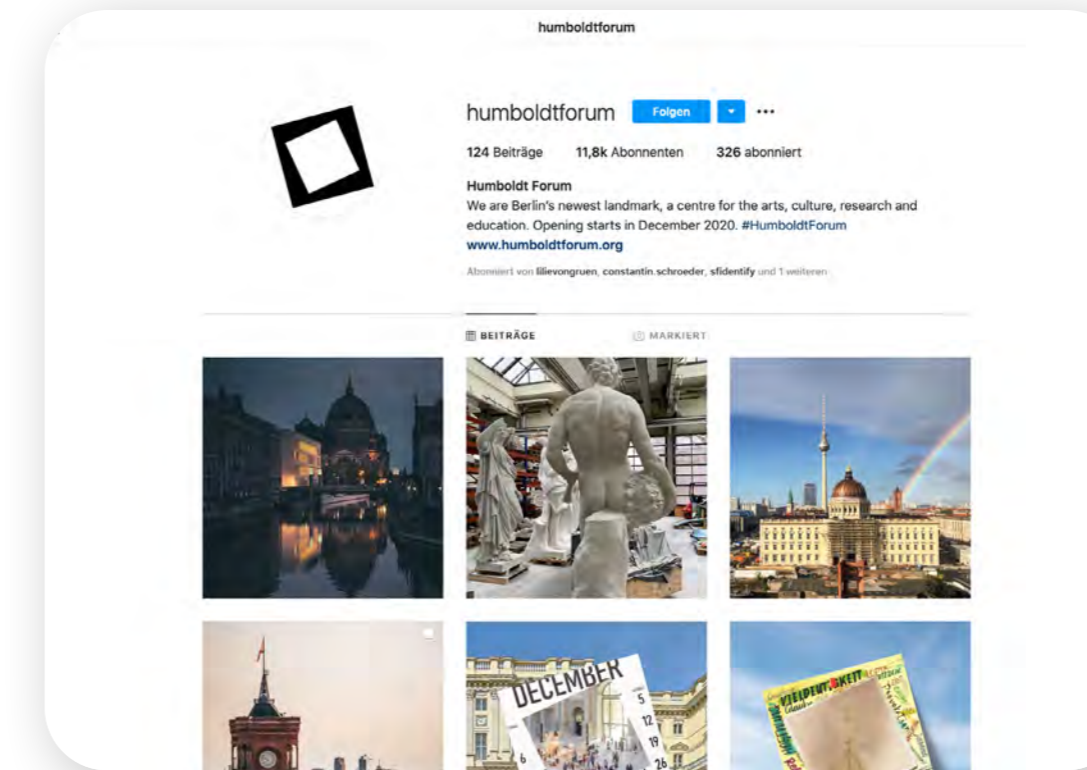 humboldtforum
humboldtforum Folgen
124 Beiträge 11,8k Abonnenten 326 abonniert
Humboldt Forum
We are Berlin's newest landmark, a centre for the arts, culture, research and
education. Opening starts in December 2020. #HumboldtForum
www.humboldtforum.org
Abonniert von lilievongruen, constantin.schroeder, sfidentify und 1 weiteren
BEITRÄGE MARKIERT
DECEMBER
5
12
19
26
6
VIELDEUTIGKEIT